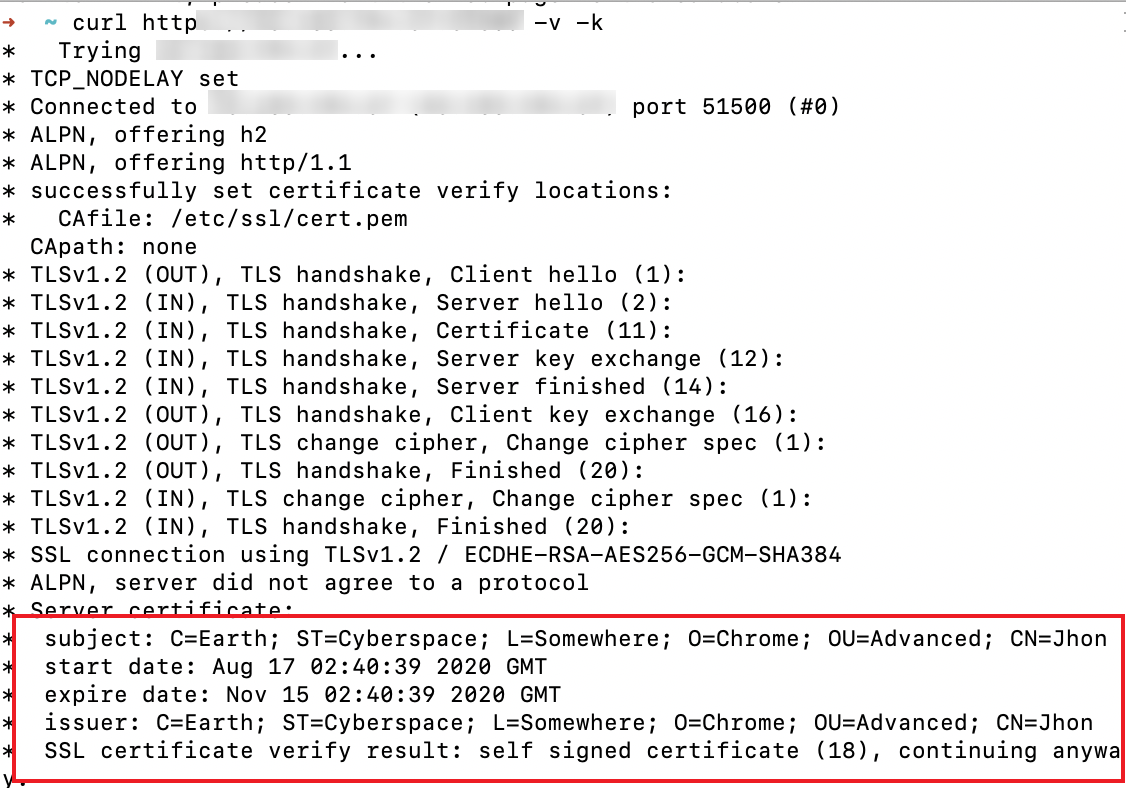 → ~ curl http -v -k
* Trying ...
* TCP_NODELAY set
* Connected to port 51500 (#0)
* ALPN, offering h2
* ALPN, offering http/1.1
* successfully set certificate verify locations:
* CAfile: /etc/ssl/cert.pem
CApath: none
* TLSv1.2 (OUT), TLS handshake, Client hello (1):
* TLSv1.2 (IN), TLS handshake, Server hello (2):
* TLSv1.2 (IN), TLS handshake, Certificate (11):
* TLSv1.2 (IN), TLS handshake, Server key exchange (12):
* TLSv1.2 (IN), TLS handshake, Server finished (14):
* TLSv1.2 (OUT), TLS handshake, Client key exchange (16):
* TLSv1.2 (OUT), TLS change cipher, Change cipher spec (1):
* TLSv1.2 (OUT), TLS handshake, Finished (20):
* TLSv1.2 (IN), TLS change cipher, Change cipher spec (1):
* TLSv1.2 (IN), TLS handshake, Finished (20):
* SSL connection using TLSv1.2 / ECDHE-RSA-AES256-GCM-SHA384
* ALPN, server did not agree to a protocol
* Server certificate:
* subject: C=Earth; ST=Cyberspace; L=Somewhere; O=Chrome; OU=Advanced; CN=Jhon
* start date: Aug 17 02:40:39 2020 GMT
* expire date: Nov 15 02:40:39 2020 GMT
* issuer: C=Earth; ST=Cyberspace; L=Somewhere; O=Chrome; OU=Advanced; CN=Jhon
* SSL certificate verify result: self signed certificate (18), continuing anywa
y.